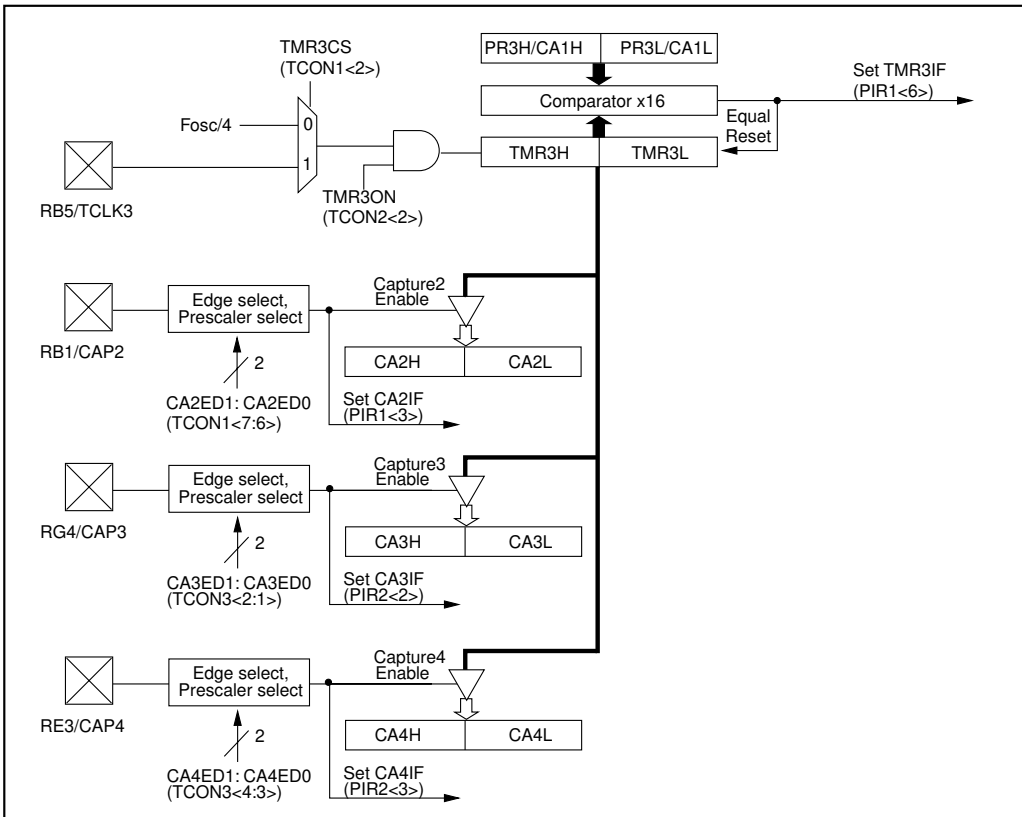 PR3H/CA1H PR3L/CA1L
TMR3CS
(TCON1<2>)
Set TMR3IF
(PIR1<6>)
Comparator x16
Fosc/4
0
1
Equal
Reset
TMR3H TMR3L
TMR3ON
(TCON2<2>)
RB5/TCLK3
Capture2
Enable
Edge select,
Prescaler select
RB1/CAP2
2
CA2H CA2L
CA2ED1: CA2ED0
(TCON1<7:6>)
Set CA2IF
(PIR1<3>)
Capture3
Enable
Edge select,
Prescaler select
RG4/CAP3
2
CA3H CA3L
CA3ED1: CA3ED0
(TCON3<2:1>)
Set CA3IF
(PIR2<2>)
Capture4
Enable
Edge select,
Prescaler select
RE3/CAP4
2
CA4H CA4L
CA4ED1: CA4ED0
(TCON3<4:3>)
Set CA4IF
(PIR2<3>)